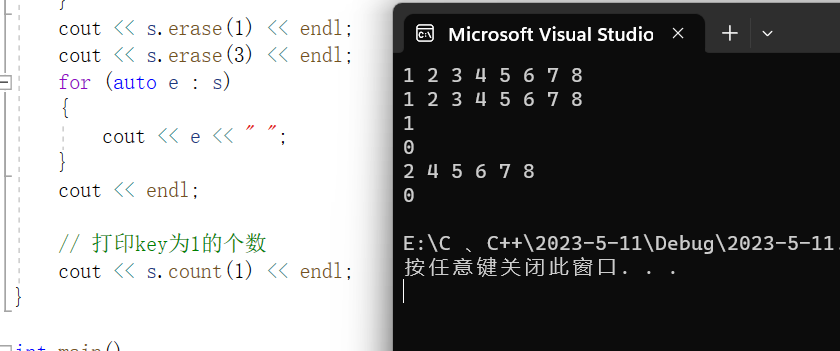 }
cout << s.erase(1) << endl;
cout << s.erase(3) << endl;
for (auto e : s)
{
cout << e << " ";
}
cout << endl;
// 打印key为1的个数
cout << s.count(1) << endl;
}
int main()
Microsoft Visual Studio
1 2 3 4 5 6 7 8
1 2 3 4 5 6 7 8
1
0
2 4 5 6 7 8
0
E:\C 、C++\2023-5-11\Debug\2023-5-11.
按任意键关闭此窗口. . .